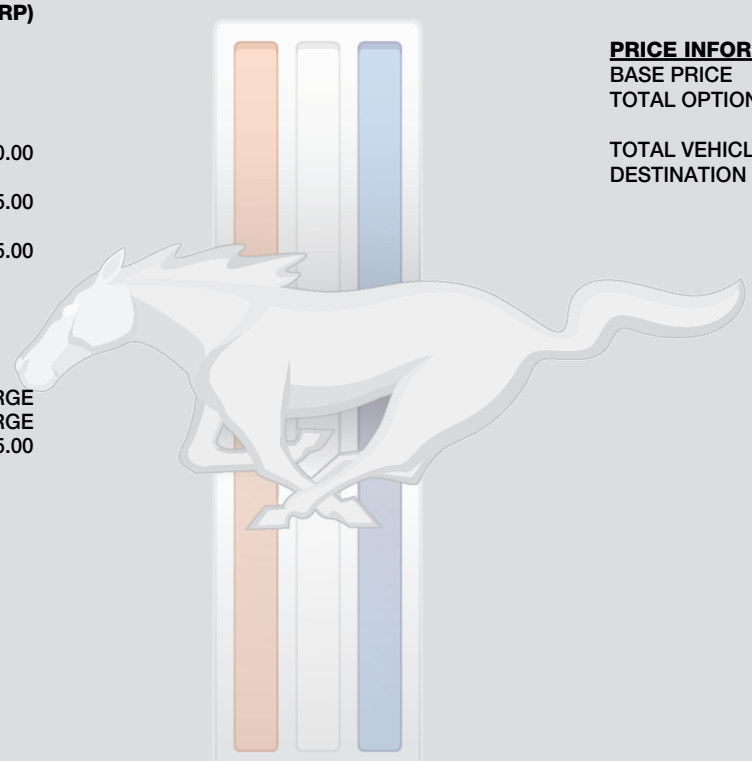 RP)
0.00
5.00
5.00
RGE
RGE
5.00
PRICE INFOR
BASE PRICE
TOTAL OPTION
TOTAL VEHICL
DESTINATION